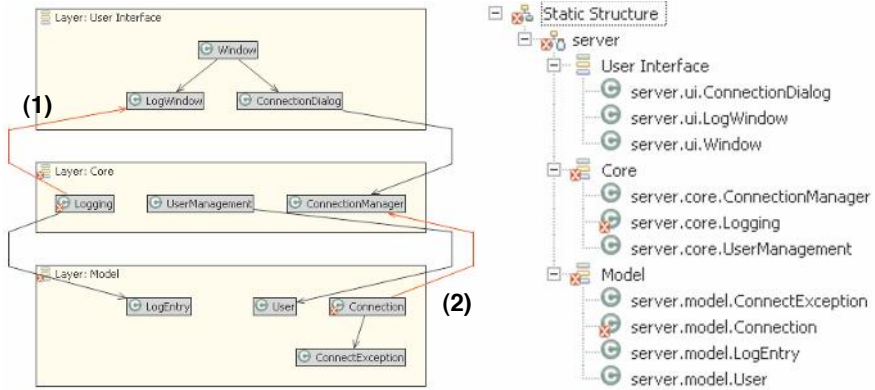 Layer: User Interface
Window
LogWindow
ConnectionDialog
(1)
Layer: Core
Logging
UserManagement
ConnectionManager
Layer: Model
LogEntry
User
Connection
(2)
ConnectException
Static Structure
server
User Interface
server.ui.ConnectionDialog
server.ui.LogWindow
server.ui.Window
Core
server.core.ConnectionManager
server.core.Logging
server.core.UserManagement
Model
server.model.ConnectException
server.model.Connection
server.model.LogEntry
server.model.User